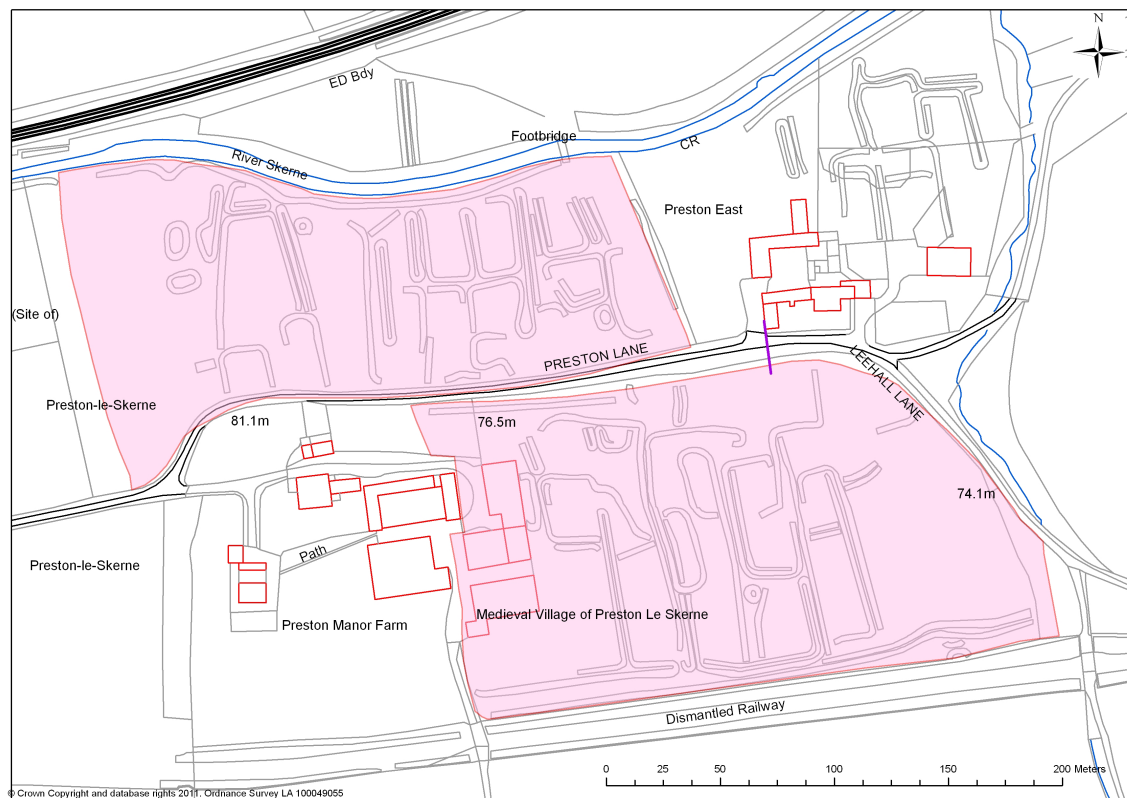 N
ED Bdy
Footbridge
CR
River Skerne
Preston East
(Site of)
PRESTON LANE
LEEHALL LANE
Preston-le-Skerne
81.1m
76.5m
74.1m
Path
Preston-le-Skerne
Medieval Village of Preston Le Skerne
Preston Manor Farm
Dismantled Railway
0 25 50 100 150 200 Meters
© Crown Copyright and database rights 2011. Ordnance Survey LA 100049055